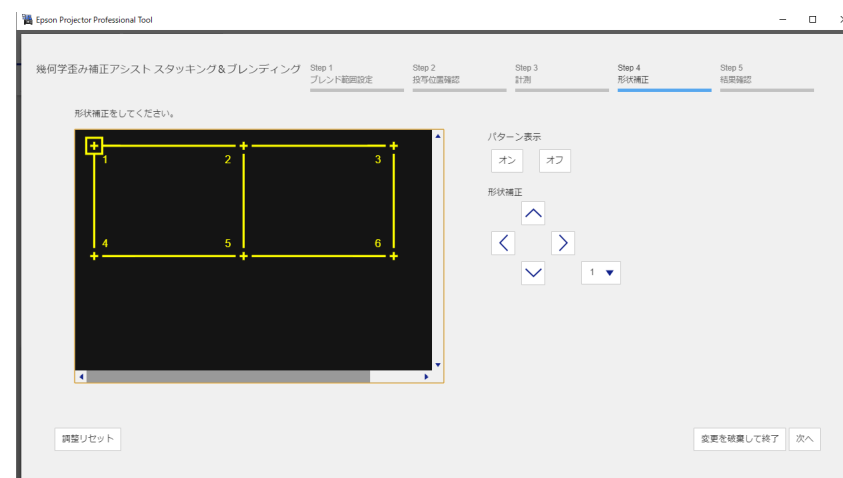 Epson Projector Professional Tool
幾何学歪み補正アシスト スタッキング＆ブレンディング
Step 1
ブレンド範囲設定
Step 2
投写位置確認
Step 3
計測
Step 4
形状補正
Step 5
結果確認
形状補正をしてください。
1
2
3
4
5
6
パターン表示
オン
オフ
形状補正
1
調整リセット
変更を破棄して終了
次へ